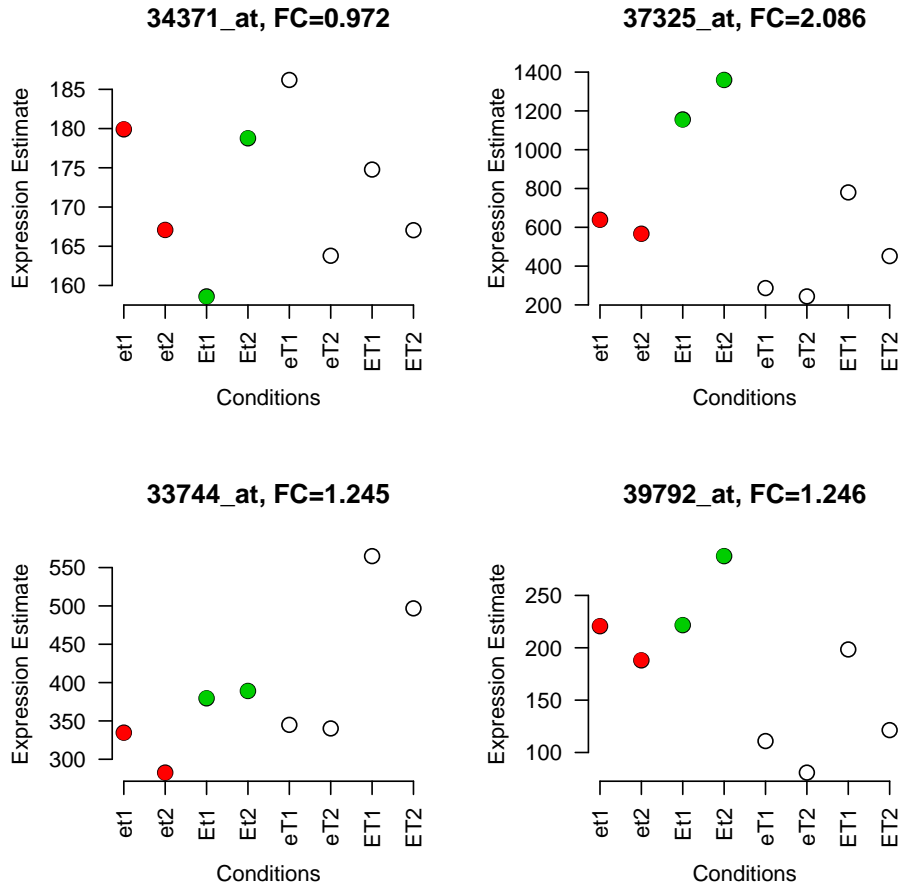 34371_at, FC=0.972
Expression Estimate
185
180
175
170
165
160
et1 et2 Et1 Et2 eT1 eT2 ET1 ET2
Conditions
37325_at, FC=2.086
Expression Estimate
1400
1200
1000
800
600
400
200
et1 et2 Et1 Et2 eT1 eT2 ET1 ET2
Conditions
33744_at, FC=1.245
Expression Estimate
550
500
450
400
350
300
et1 et2 Et1 Et2 eT1 eT2 ET1 ET2
Conditions
39792_at, FC=1.246
Expression Estimate
250
200
150
100
et1 et2 Et1 Et2 eT1 eT2 ET1 ET2
Conditions